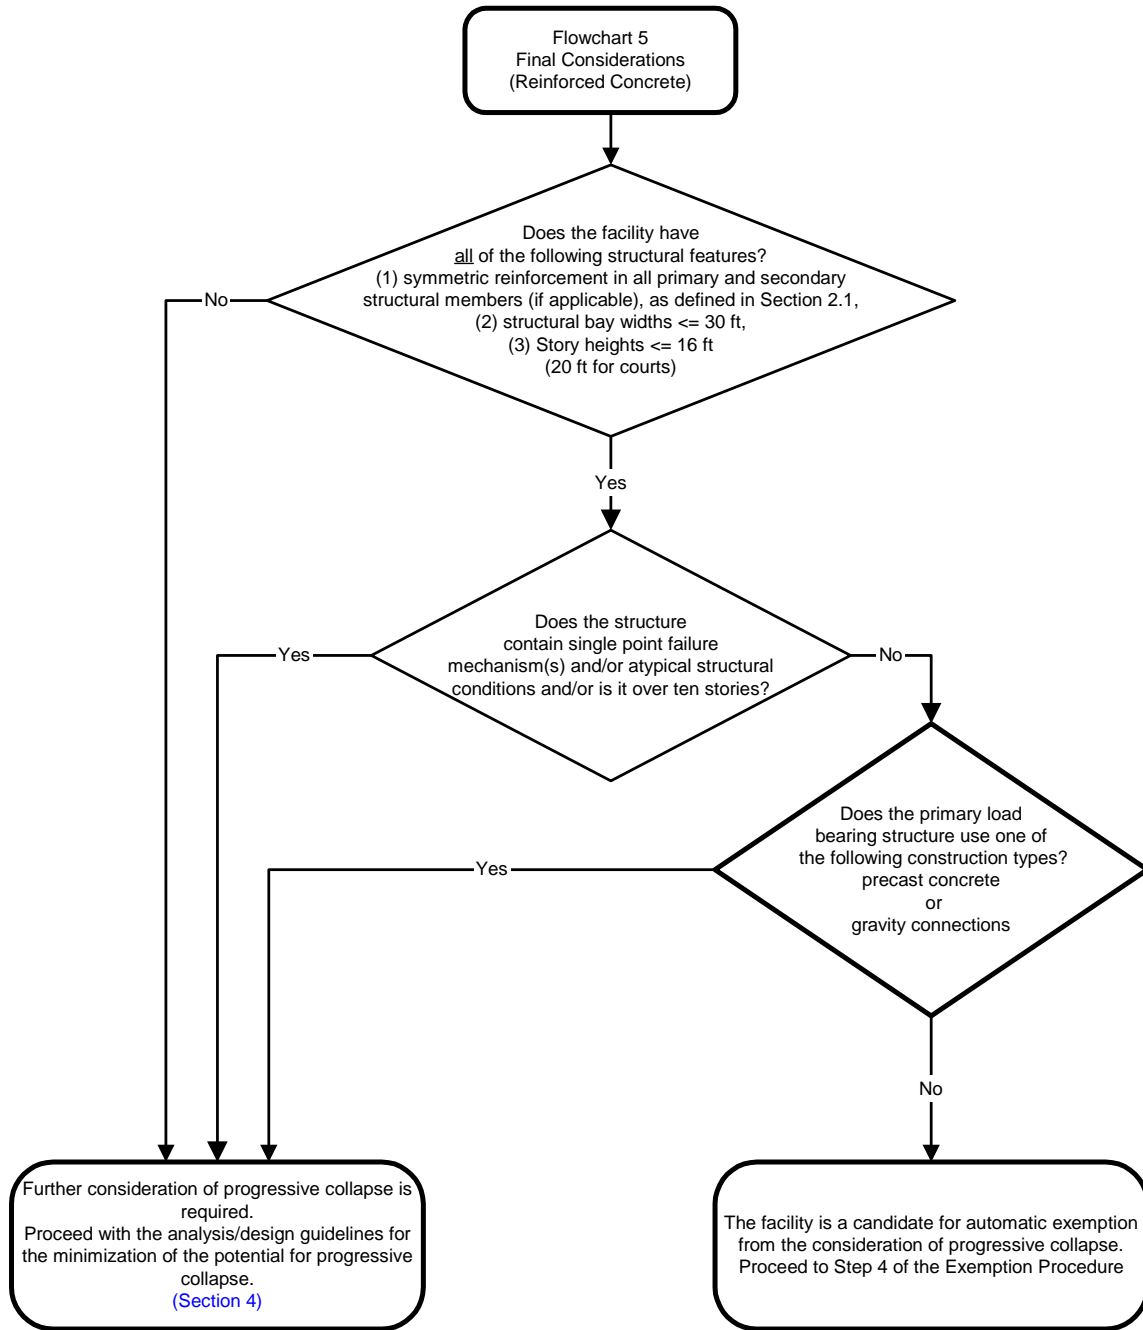 Flowchart 5
Final Considerations
(Reinforced Concrete)
Does the facility have
all of the following structural features?
(1) symmetric reinforcement in all primary and secondary
structural members (if applicable), as defined in Section 2.1,
(2) structural bay widths <= 30 ft,
(3) Story heights <= 16 ft
(20 ft for courts)
No
Yes
Does the structure
contain single point failure
mechanism(s) and/or atypical structural
conditions and/or is it over ten stories?
Yes
No
Does the primary load
bearing structure use one of
the following construction types?
precast concrete
or
gravity connections
Yes
No
Further consideration of progressive collapse is
required.
Proceed with the analysis/design guidelines for
the minimization of the potential for progressive
collapse.
(Section 4)
The facility is a candidate for automatic exemption
from the consideration of progressive collapse.
Proceed to Step 4 of the Exemption Procedure